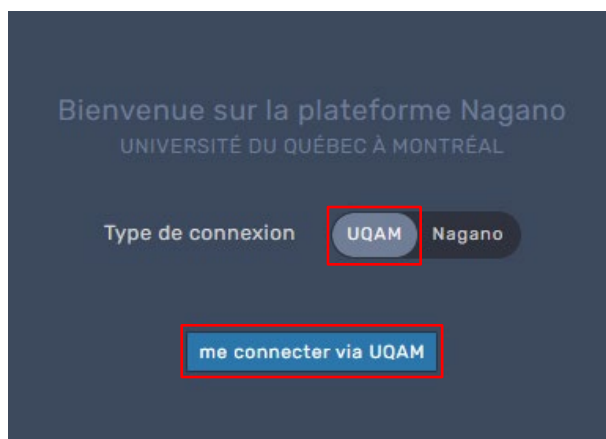 Bienvenue sur la plateforme Nagano
UNIVERSITÉ DU QUÉBEC À MONTRÉAL
Type de connexion UQAM Nagano
me connecter via UQAM